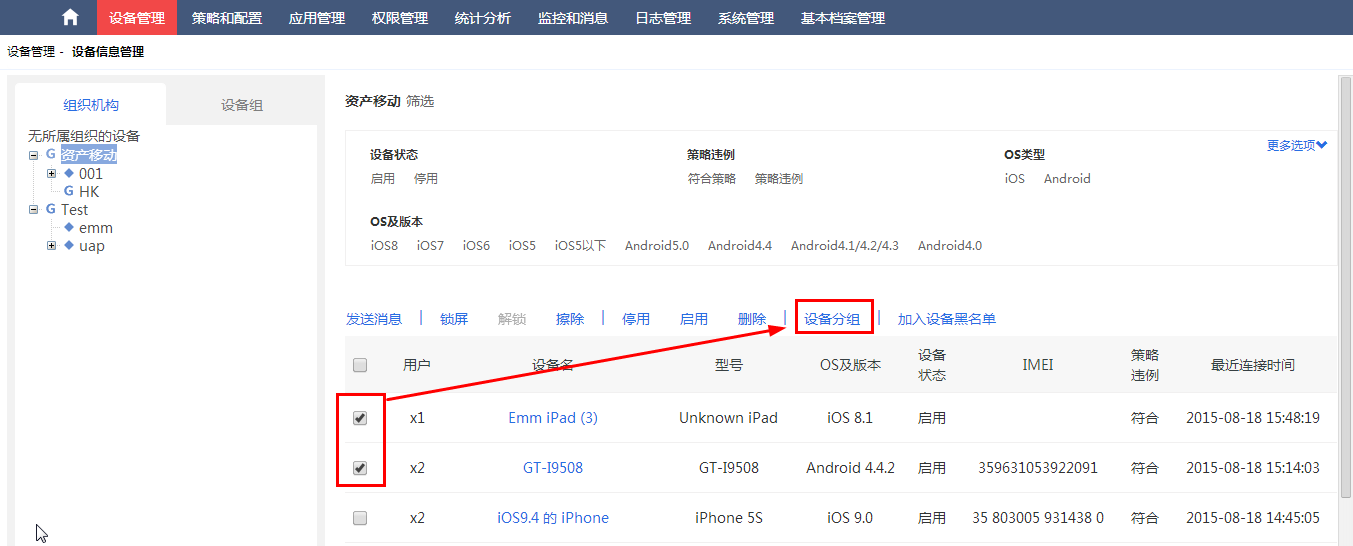 设备管理 策略和配置 应用管理 权限管理 统计分析 监控和消息 日志管理 系统管理 基本档案管理
设备管理 - 设备信息管理
组织机构 设备组
无所属组织的设备
G 资产移动
001
G HK
G Test
emm
uap
资产移动 筛选
更多选项
设备状态 策略违例 OS类型
启用 停用 符合策略 策略违例 iOS Android
OS及版本
iOS8 iOS7 iOS6 iOS5 iOS5以下 Android5.0 Android4.4 Android4.1/4.2/4.3 Android4.0
发送消息 | 锁屏 解锁 擦除 | 停用 启用 删除 | 设备分组 | 加入设备黑名单
用户 设备名 型号 OS及版本 设备状态 IMEI 策略违例 最近连接时间
x1 Emm iPad (3) Unknown iPad iOS 8.1 启用 符合 2015-08-18 15:48:19
x2 GT-I9508 GT-I9508 Android 4.4.2 启用 359631053922091 符合 2015-08-18 15:14:03
x2 iOS9.4 的 iPhone iPhone 5S iOS 9.0 启用 35 803005 931438 0 符合 2015-08-18 14:45:05